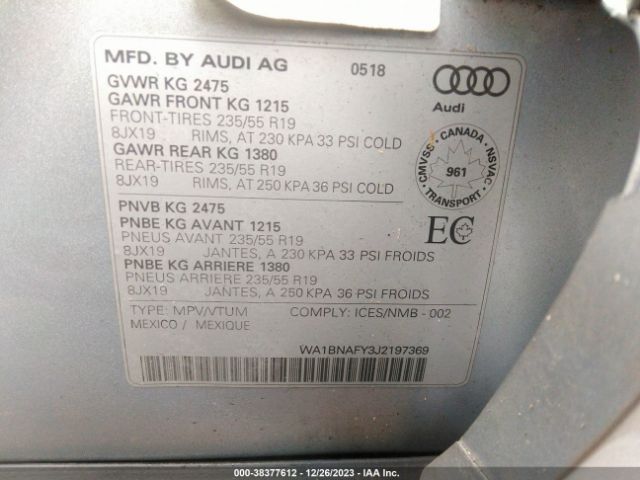 MFD. BY AUDI AG 0518
GVWR KG 2475
GAWR FRONT KG 1215
FRONT-TIRES 235/55 R19
8JX19 RIMS, AT 230 KPA 33 PSI COLD
GAWR REAR KG 1380
REAR-TIRES 235/55 R19
8JX19 RIMS, AT 250 KPA 36 PSI COLD
PNVB KG 2475
PNBE KG AVANT 1215
PNEUS AVANT 235/55 R19
8JX19 JANTES, A 230 KPA 33 PSI FROIDS
PNBE KG ARRIERE 1380
PNEUS ARRIERE 235/55 R19
8JX19 JANTES, A 250 KPA 36 PSI FROIDS
TYPE: MPV/VTUM COMPLY: ICES/NMB - 002
MEXICO / MEXIQUE
WA1BNAFY3J2197369
Audi
CMVSS - CANADA - NSVAC
961
TRANSPORT
EC
000-38377612 - 12/26/2023 - IAA Inc.